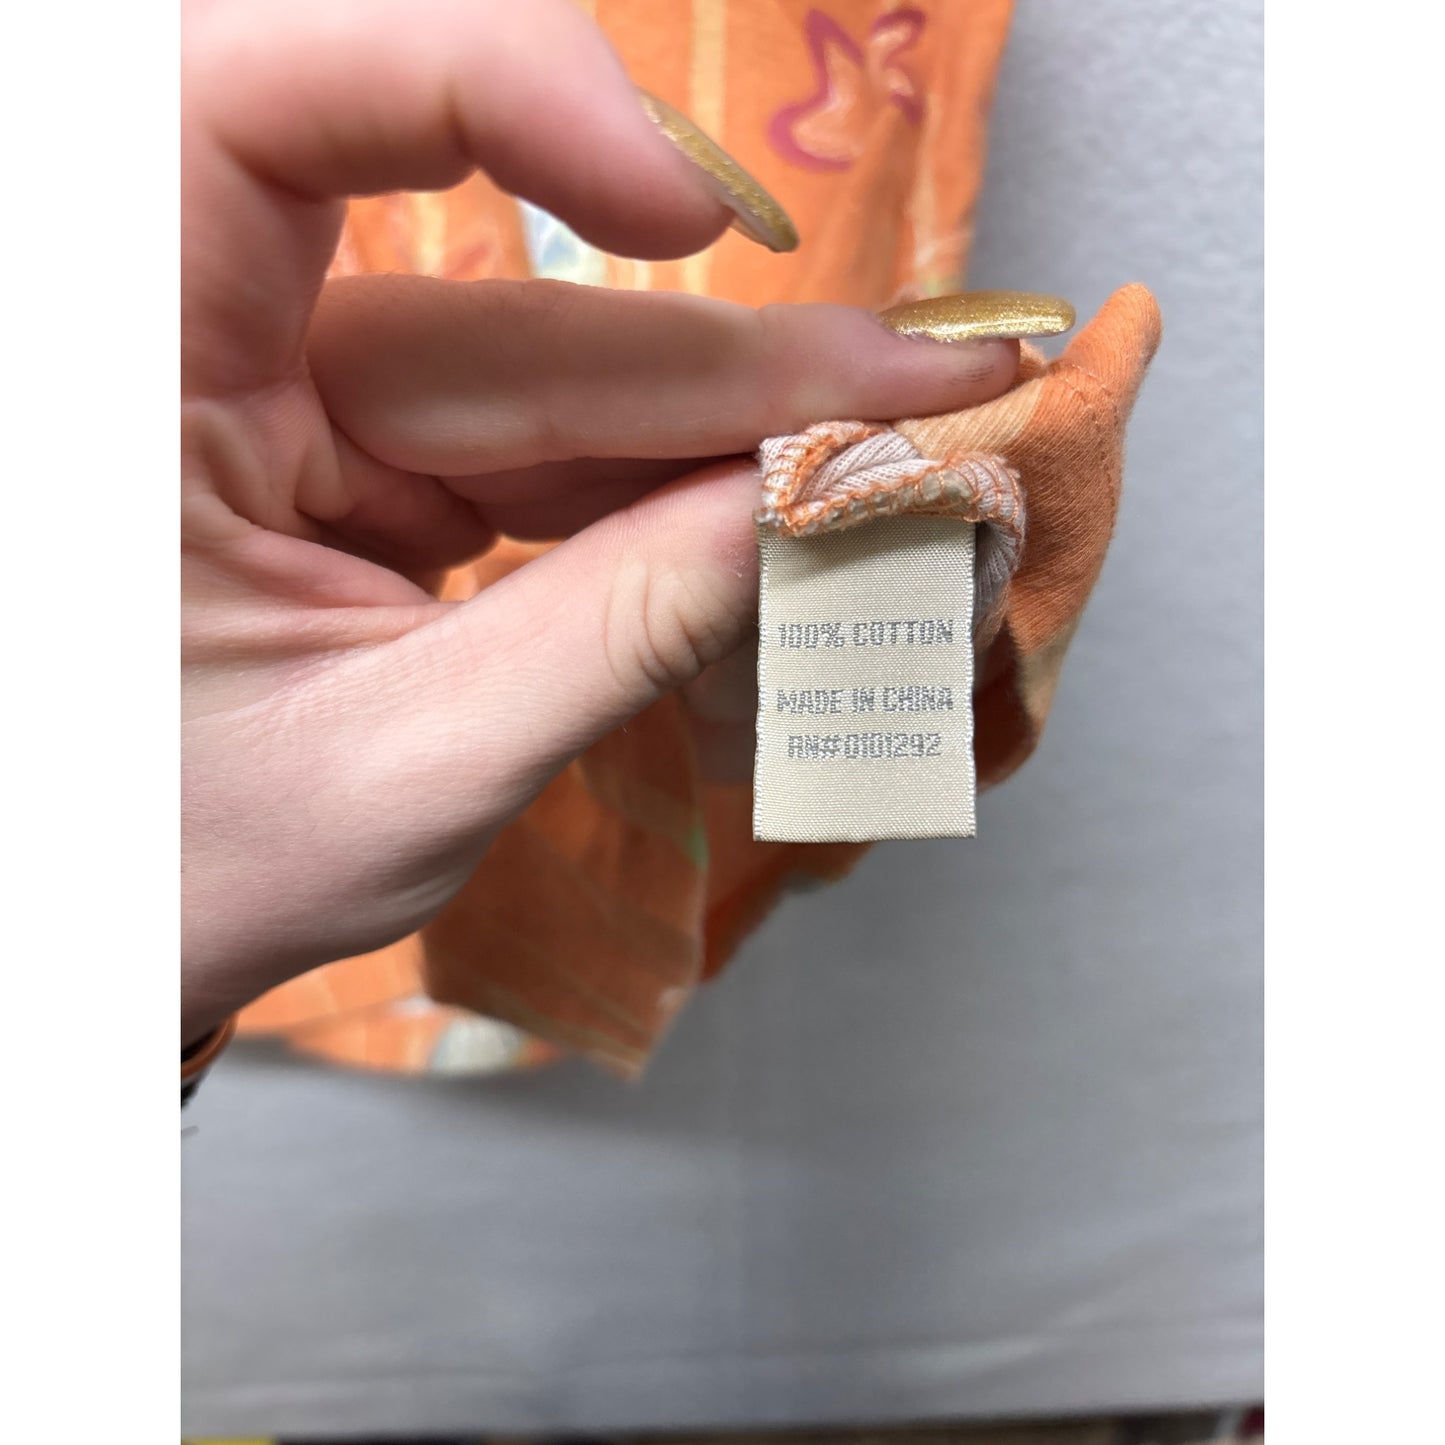 100% COTTON
MADE IN CHINA
RN#0101292